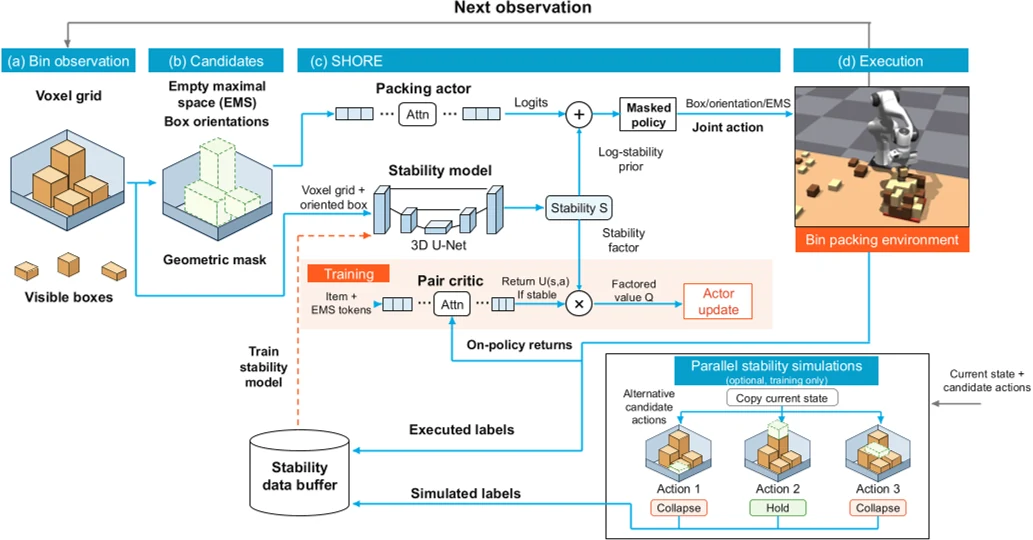 Next observation
(a) Bin observation
(b) Candidates
(c) SHORE
(d) Execution
Voxel grid
Visible boxes
Empty maximal
space (EMS)
Box orientations
Geometric mask
Packing actor
Attn
Logits
+
Masked
policy
Box/orientation/EMS
Joint action
Log-stability
prior
Stability model
Voxel grid +
oriented box
3D U-Net
Stability S
Stability
factor
Bin packing environment
Training
Pair critic
Item +
EMS tokens
Attn
Return U(s,a)
If stable
×
Factored
value Q
Actor
update
On-policy returns
Train
stability
model
Stability
data buffer
Executed labels
Simulated labels
Parallel stability simulations
(optional, training only)
Copy current state
Alternative
candidate
actions
Action 1
Action 2
Action 3
Collapse
Hold
Collapse
Current state +
candidate actions